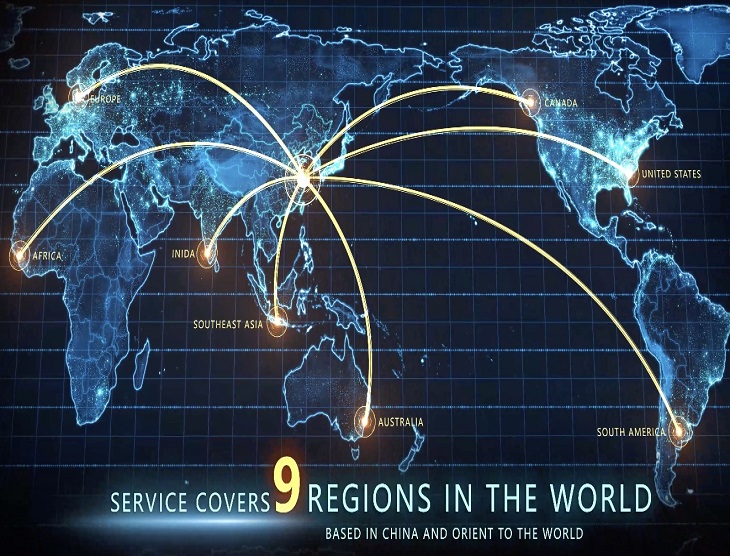 EUROPE
CANADA
UNITED STATES
AFRICA
INIDA
SOUTHEAST ASIA
AUSTRALIA
SOUTH AMERICA
SERVICE COVERS 9 REGIONS IN THE WORLD
BASED IN CHINA AND ORIENT TO THE WORLD